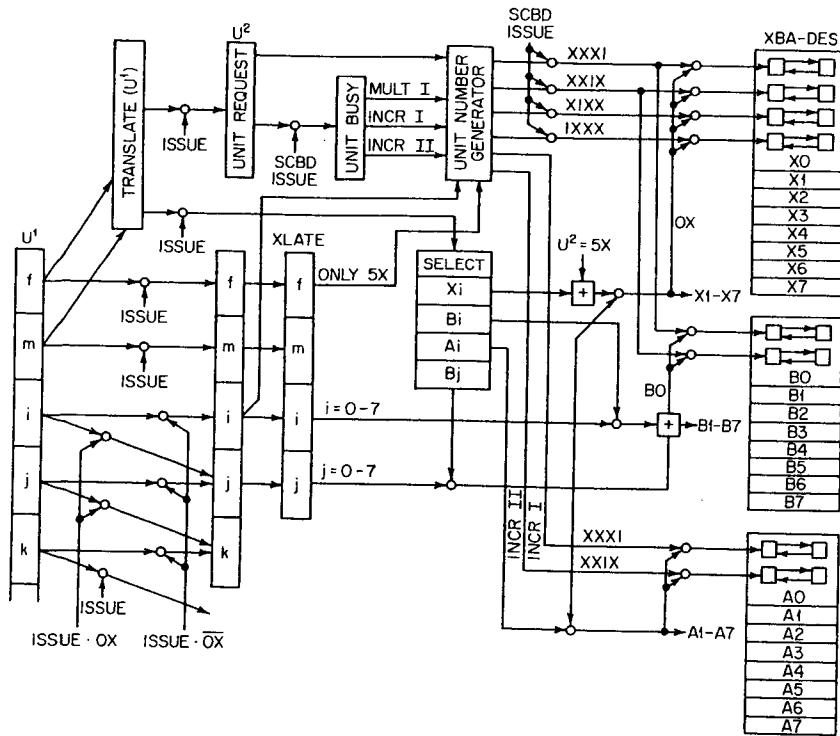 U²
SCBD
ISSUE
XBA-DES
TRANSLATE (U¹)
UNIT REQUEST
UNIT BUSY
MULT I
INCR I
INCR II
UNIT NUMBER
GENERATOR
XXXI
XXIX
XIXX
IXXX
ISSUE
SCBD
ISSUE
ISSUE
X0
X1
X2
X3
X4
X5
X6
X7
OX
U¹
XLATE
ONLY 5X
SELECT
Xi
Bi
Ai
Bj
U² = 5X
+
X1-X7
f
ISSUE
f
f
m
ISSUE
m
m
i
i
i
i = 0 - 7
j
j
j
j = 0 - 7
k
k
ISSUE
ISSUE · OX
ISSUE · O̅X̅
BO
+
B1-B7
B0
B1
B2
B3
B4
B5
B6
B7
INCR II
INCR I
XXXI
XXIX
A1-A7
A0
A1
A2
A3
A4
A5
A6
A7